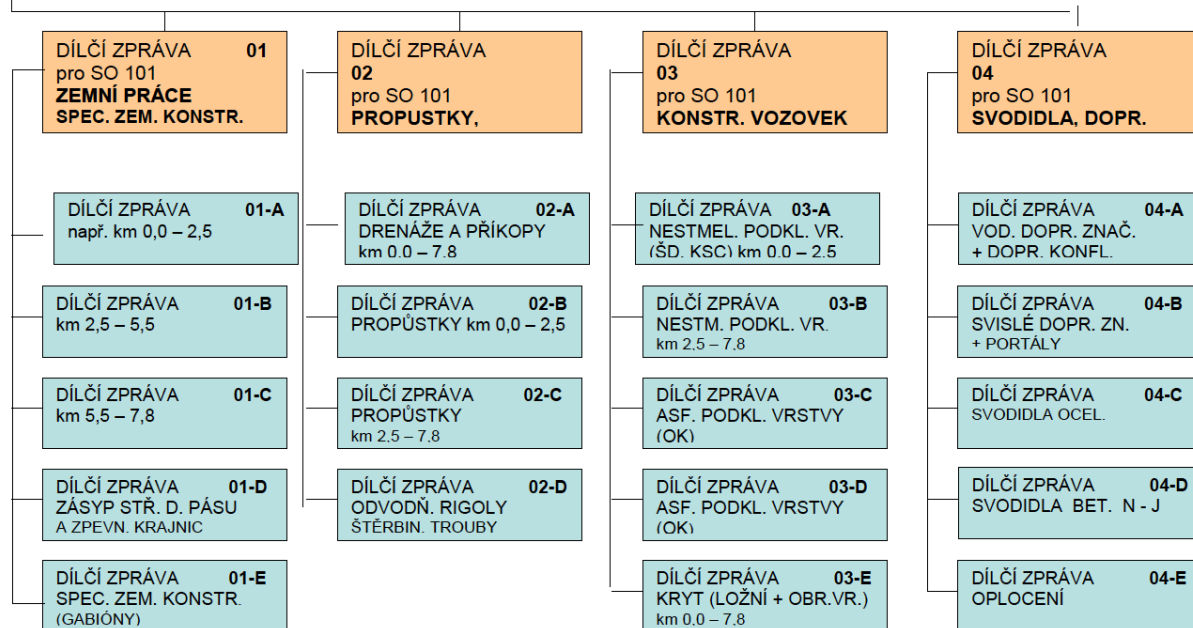 DÍLČÍ ZPRÁVA 01
pro SO 101
ZEMNÍ PRÁCE
SPEC. ZEM. KONSTR.
DÍLČÍ ZPRÁVA
02
pro SO 101
PROPUSTKY,
DÍLČÍ ZPRÁVA
03
pro SO 101
KONSTR. VOZOVEK
DÍLČÍ ZPRÁVA
04
pro SO 101
SVODIDLA, DOPR.
DÍLČÍ ZPRÁVA 01-A
např. km 0,0 – 2,5
DÍLČÍ ZPRÁVA 02-A
DRENÁŽE A PŘÍKOPY
km 0.0 – 7.8
DÍLČÍ ZPRÁVA 03-A
NESTMEL. PODKL. VR.
(ŠD. KSC) km 0.0 – 2.5
DÍLČÍ ZPRÁVA 04-A
VOD. DOPR. ZNAČ.
+ DOPR. KONFL.
DÍLČÍ ZPRÁVA 01-B
km 2,5 – 5,5
DÍLČÍ ZPRÁVA 02-B
PROPŮSTKY km 0,0 – 2,5
DÍLČÍ ZPRÁVA 03-B
NESTM. PODKL. VR.
km 2,5 – 7,8
DÍLČÍ ZPRÁVA 04-B
SVISLÉ DOPR. ZN.
+ PORTÁLY
DÍLČÍ ZPRÁVA 01-C
km 5,5 – 7,8
DÍLČÍ ZPRÁVA 02-C
PROPŮSTKY
km 2,5 – 7,8
DÍLČÍ ZPRÁVA 03-C
ASF. PODKL. VRSTVY
(OK)
DÍLČÍ ZPRÁVA 04-C
SVODIDLA OCEL.
DÍLČÍ ZPRÁVA 01-D
ZÁSYP STŘ. D. PÁSU
A ZPEVN. KRAJNIC
DÍLČÍ ZPRÁVA 02-D
ODVODŇ. RIGOLY
ŠTĚRBIN. TROUBY
DÍLČÍ ZPRÁVA 03-D
ASF. PODKL. VRSTVY
(OK)
DÍLČÍ ZPRÁVA 04-D
SVODIDLA BET. N - J
DÍLČÍ ZPRÁVA 01-E
SPEC. ZEM. KONSTR.
(GABIÓNY)
DÍLČÍ ZPRÁVA 03-E
KRYT (LOŽNÍ + OBR.VR.)
km 0,0 – 7,8
DÍLČÍ ZPRÁVA 04-E
OPLOCENÍ